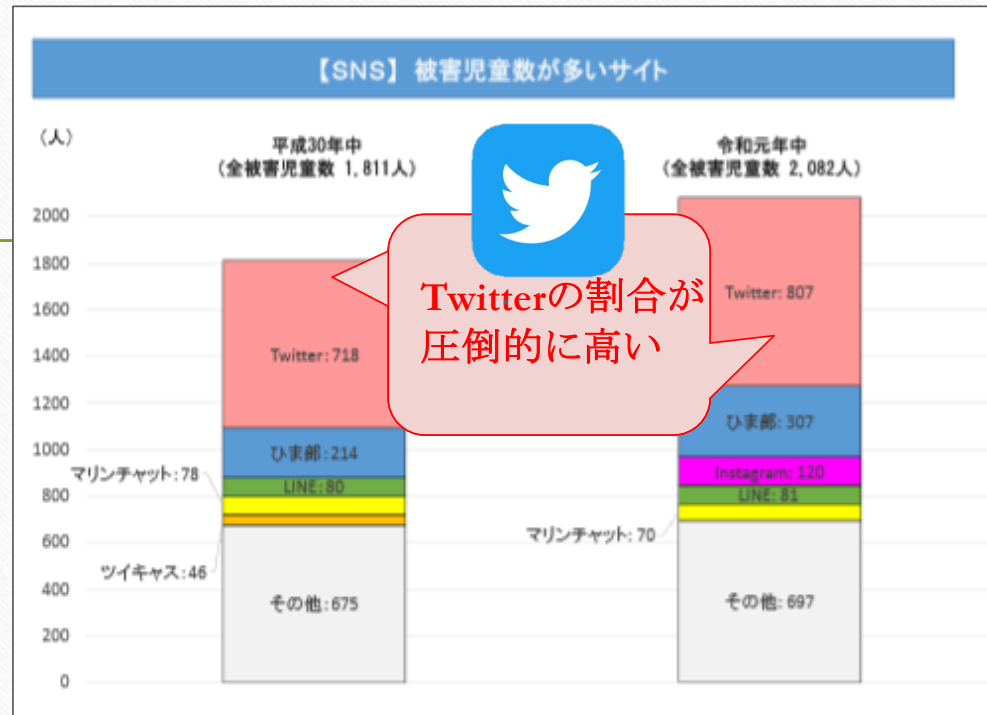 【SNS】 被害児童数が多いサイト
（人）
平成30年中
（全被害児童数 1,811人）
令和元年中
（全被害児童数 2,082人）
2000
1800
1600
1400
1200
1000
800
600
400
200
0
Twitter: 718
ひま部: 214
LINE: 80
マリンチャット: 78
ツイキャス: 46
その他: 675
Twitterの割合が
圧倒的に高い
Twitter: 807
ひま部: 307
Instagram: 120
LINE: 81
マリンチャット: 70
その他: 697